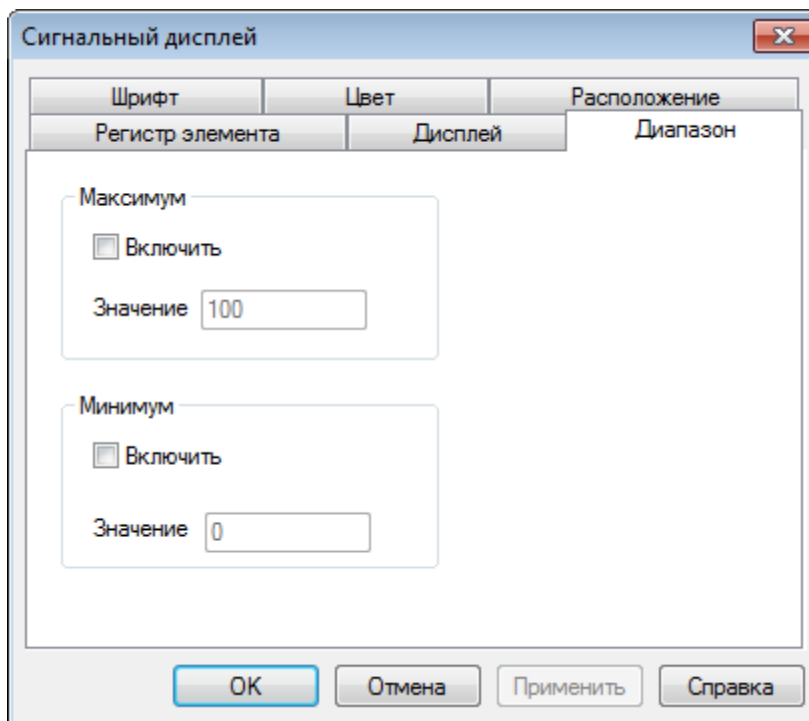 Сигнальный дисплей
Шрифт Цвет Расположение
Регистр элемента Дисплей Диапазон
Максимум
Включить
Значение 100
Минимум
Включить
Значение 0
OK Отмена Применить Справка